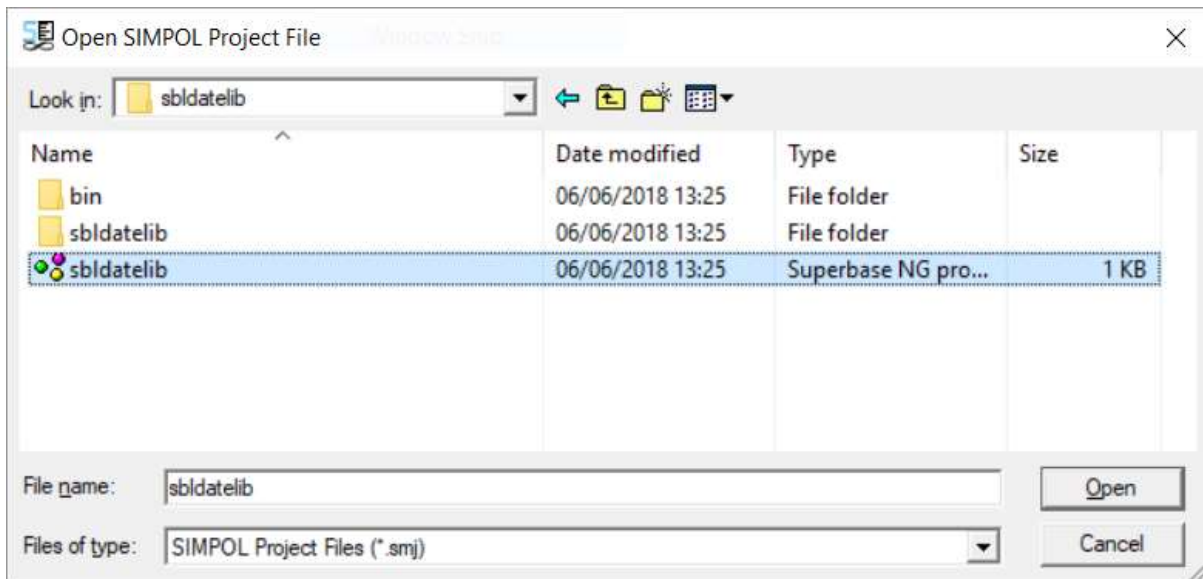 Open SIMPOL Project File
Look in: sbldatelib
Name Date modified Type Size
bin 06/06/2018 13:25 File folder
sbldatelib 06/06/2018 13:25 File folder
sbldatelib 06/06/2018 13:25 Superbase NG pro... 1 KB
File name: sbldatelib Open
Files of type: SIMPOL Project Files (*.smj) Cancel